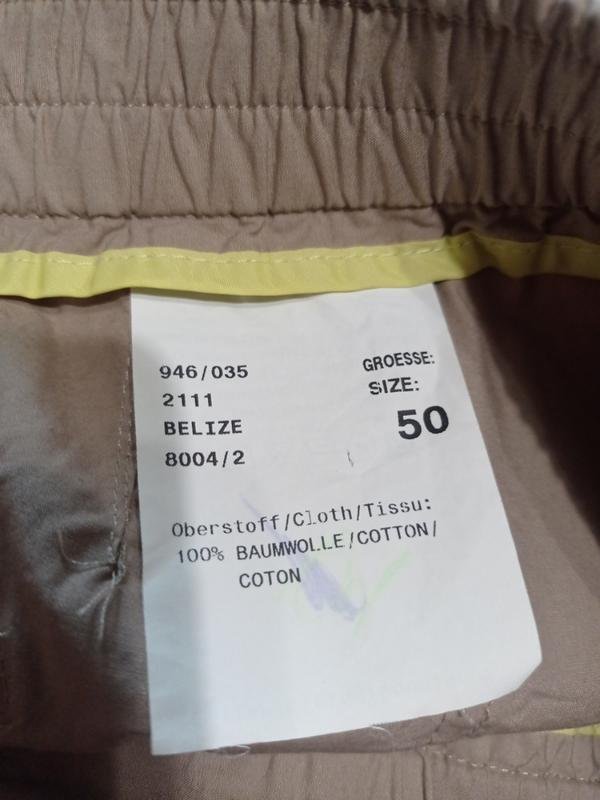 946/035
2111
BELIZE
8004/2
GROESSE:
SIZE:
50
Oberstoff/Cloth/Tissu:
100% BAUMWOLLE/COTTON/
COTON